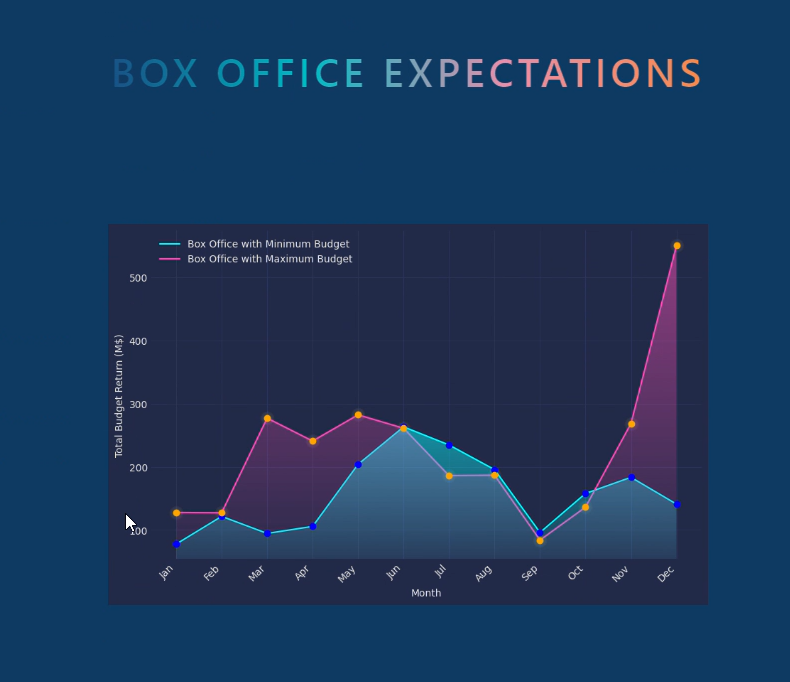 BOX OFFICE EXPECTATIONS
Box Office with Minimum Budget
Box Office with Maximum Budget
Total Budget Return (M$)
500
400
300
200
100
Jan
Feb
Mar
Apr
May
Jun
Jul
Aug
Sep
Oct
Nov
Dec
Month